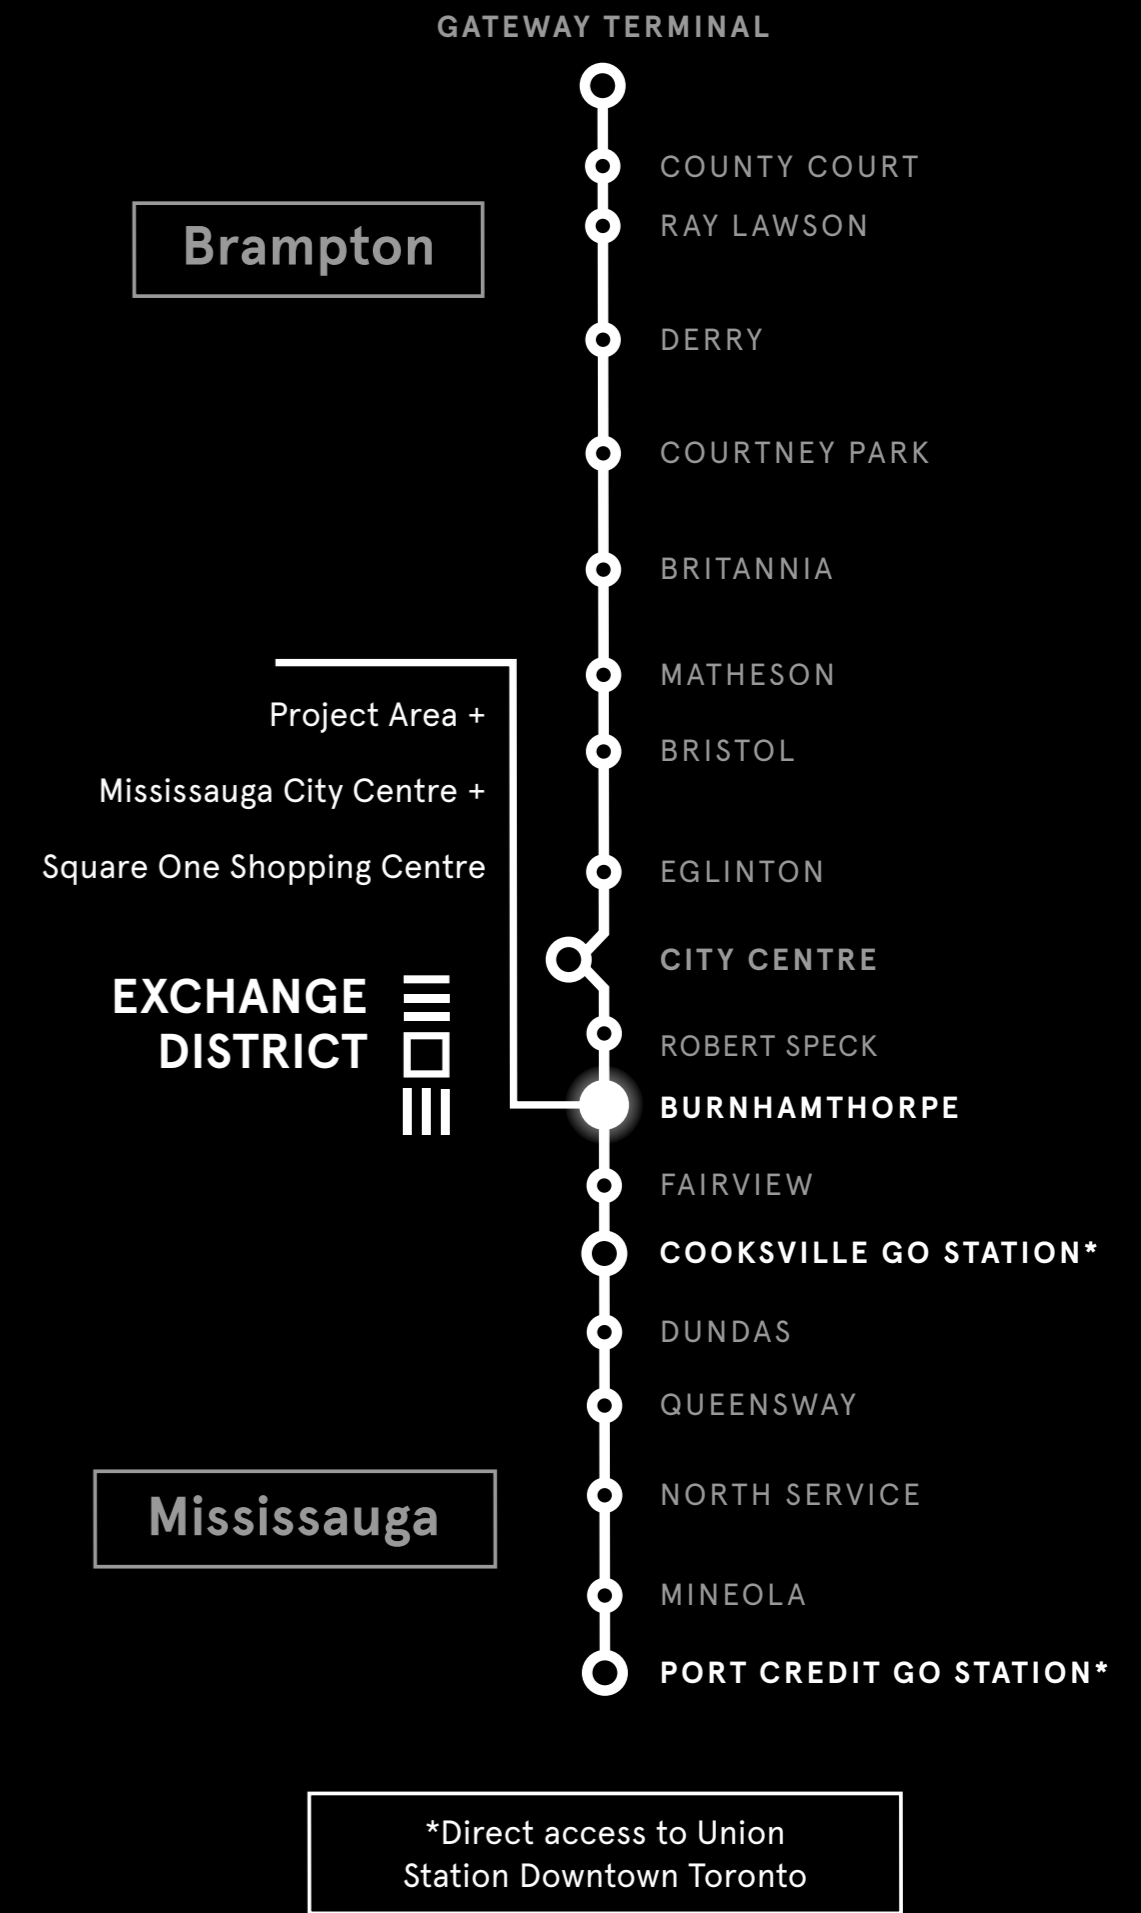 GATEWAY TERMINAL
COUNTY COURT
Brampton
RAY LAWSON
DERRY
COURTNEY PARK
BRITANNIA
MATHESON
Project Area +
BRISTOL
Mississauga City Centre +
Square One Shopping Centre
EGLINTON
CITY CENTRE
EXCHANGE
DISTRICT
ROBERT SPECK
BURNHAMTHORPE
FAIRVIEW
COOKSVILLE GO STATION*
DUNDAS
QUEENSWAY
NORTH SERVICE
Mississauga
MINEOLA
PORT CREDIT GO STATION*
*Direct access to Union
Station Downtown Toronto